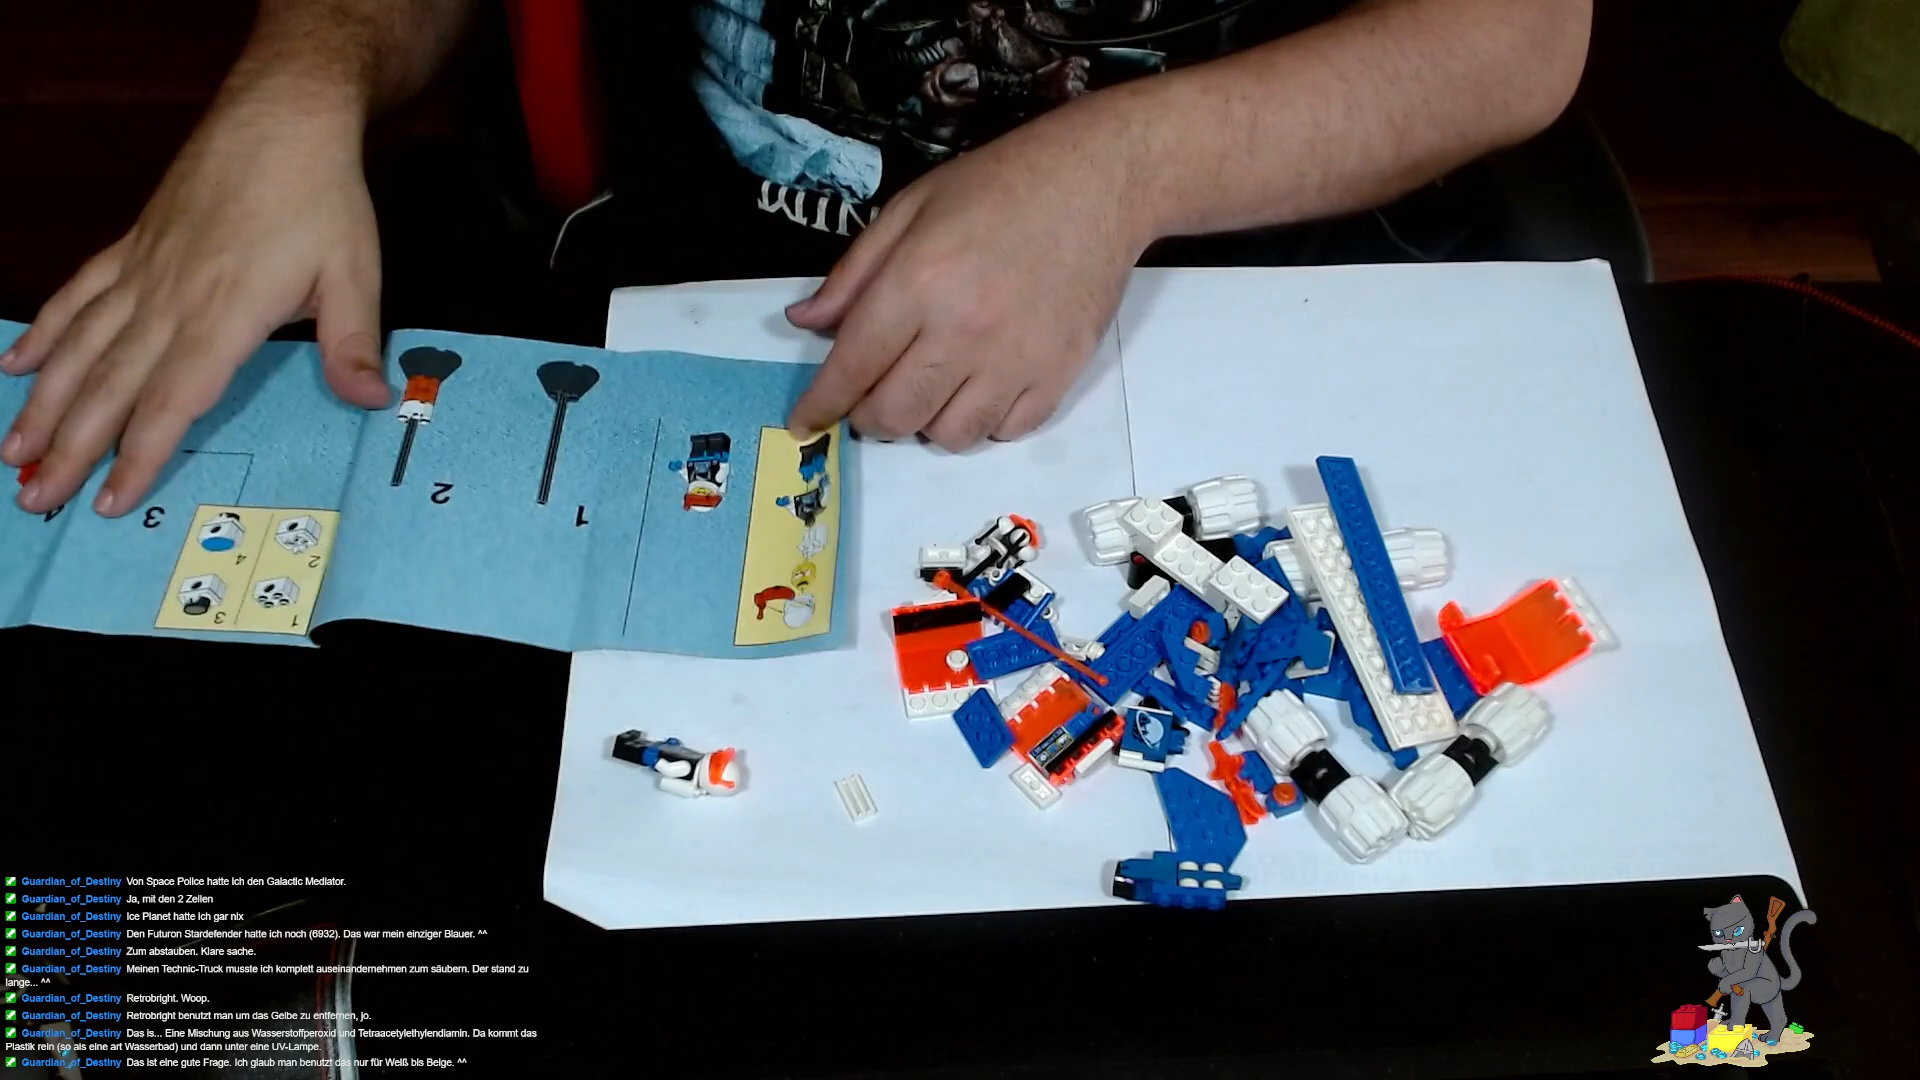 NIM
2
1
3
4
4
2
3
1
Guardian_of_Destiny Von Space Police hatte ich den Galactic Mediator.
Guardian_of_Destiny Ja, mit den 2 Zellen
Guardian_of_Destiny Ice Planet hatte ich gar nix
Guardian_of_Destiny Den Futuron Stardefender hatte ich noch (6932). Das war mein einziger Blauer. ^^
Guardian_of_Destiny Zum abstauben. Klare sache.
Guardian_of_Destiny Meinen Technic-Truck musste ich komplett auseinandernehmen zum säubern. Der stand zu
lange... ^^
Guardian_of_Destiny Retrobright. Woop.
Guardian_of_Destiny Retrobright benutzt man um das Gelbe zu entfernen, jo.
Guardian_of_Destiny Das is... Eine Mischung aus Wasserstoffperoxid und Tetraacetylethylendiamin. Da kommt das
Plastik rein (so als eine art Wasserbad) und dann unter eine UV-Lampe.
Guardian_of_Destiny Das ist eine gute Frage. Ich glaub man benutzt das nur für Weiß bis Beige. ^^